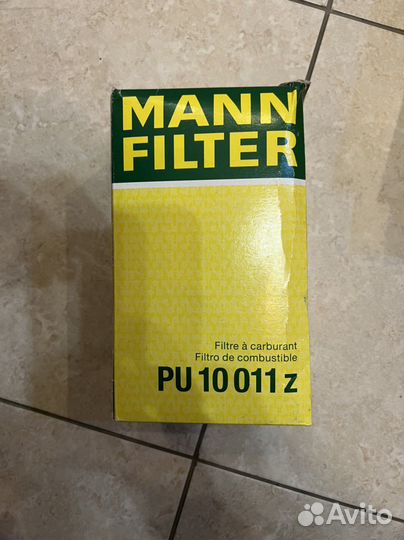 MANN
FILTER
Filtre à carburant
Filtro de combustible
PU 10 011 z
Avito